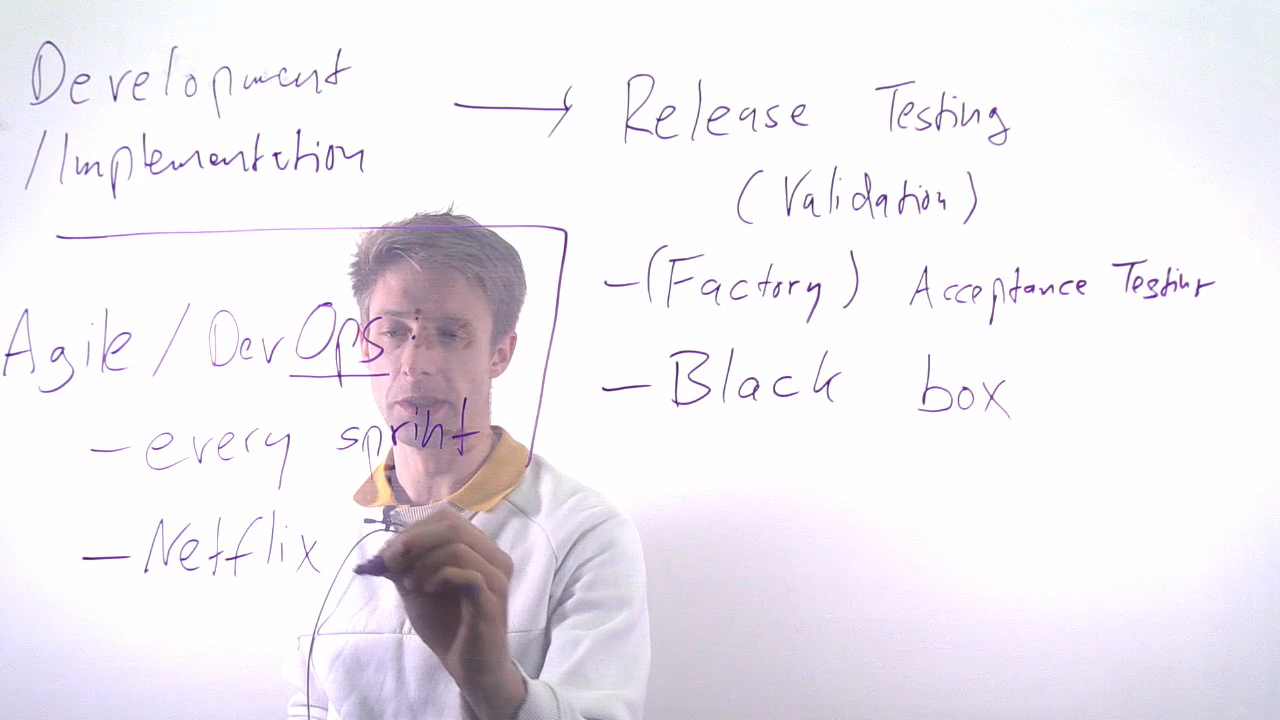 Development
/Implementation
→ Release Testing
(Validation)
-(Factory) Acceptance Testing
- Black box
Agile / DevOps:
- every sprint
- Netflix